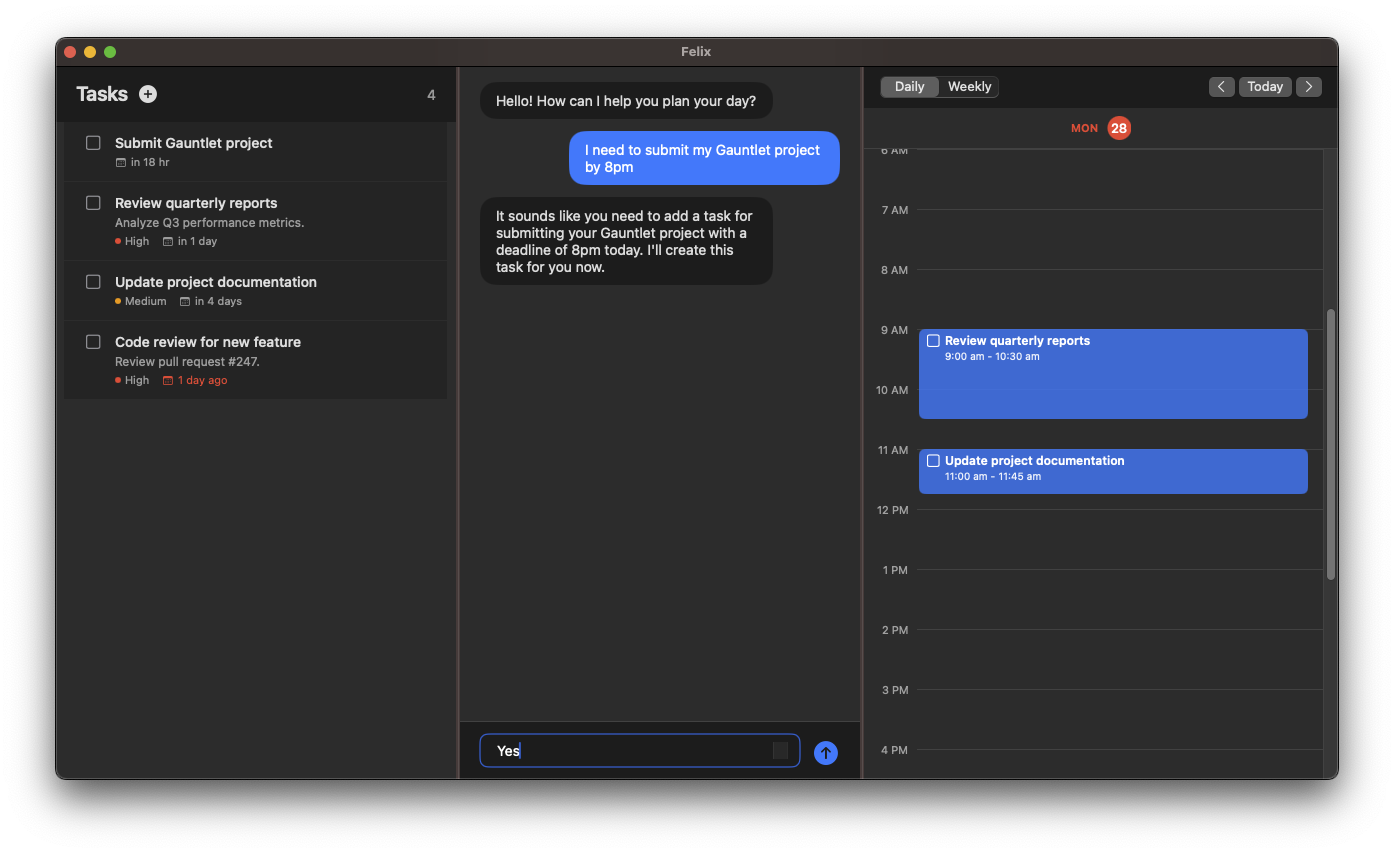 Felix
Tasks
4
Submit Gauntlet project
in 18 hr
Review quarterly reports
Analyze Q3 performance metrics.
High in 1 day
Update project documentation
Medium in 4 days
Code review for new feature
Review pull request #247.
High 1 day ago
Hello! How can I help you plan your day?
I need to submit my Gauntlet project
by 8pm
It sounds like you need to add a task for
submitting your Gauntlet project with a
deadline of 8pm today. I'll create this
task for you now.
Yes
Daily Weekly
Today
MON 28
6 AM
7 AM
8 AM
9 AM
Review quarterly reports
9:00 am - 10:30 am
10 AM
11 AM
Update project documentation
11:00 am - 11:45 am
12 PM
1 PM
2 PM
3 PM
4 PM